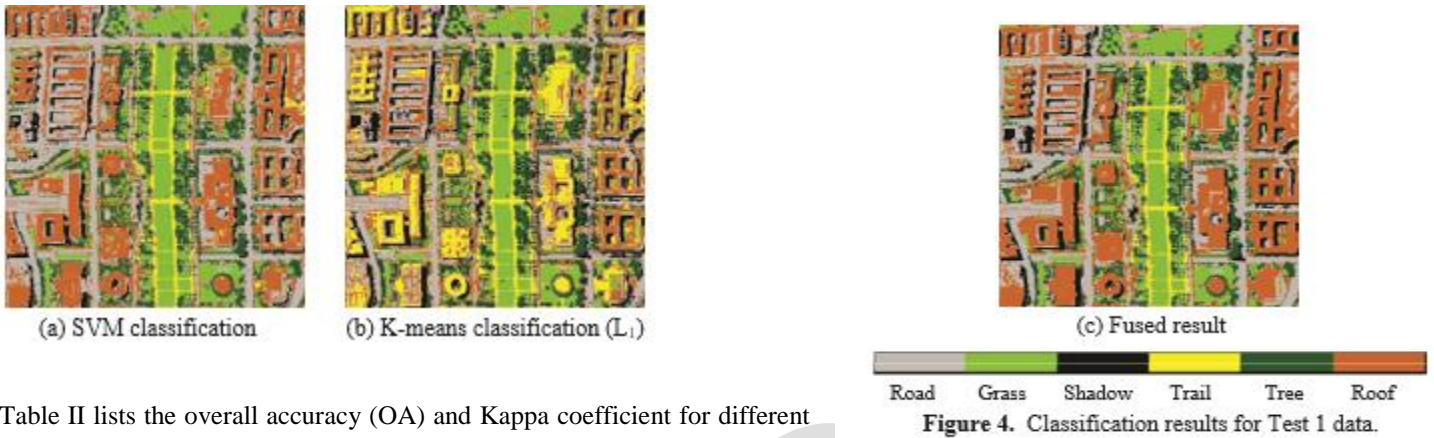 (a) SVM classification
(b) K-means classification (L₁)
Table II lists the overall accuracy (OA) and Kappa coefficient for different
(c) Fused result
Road Grass Shadow Trail Tree Roof
Figure 4. Classification results for Test 1 data.